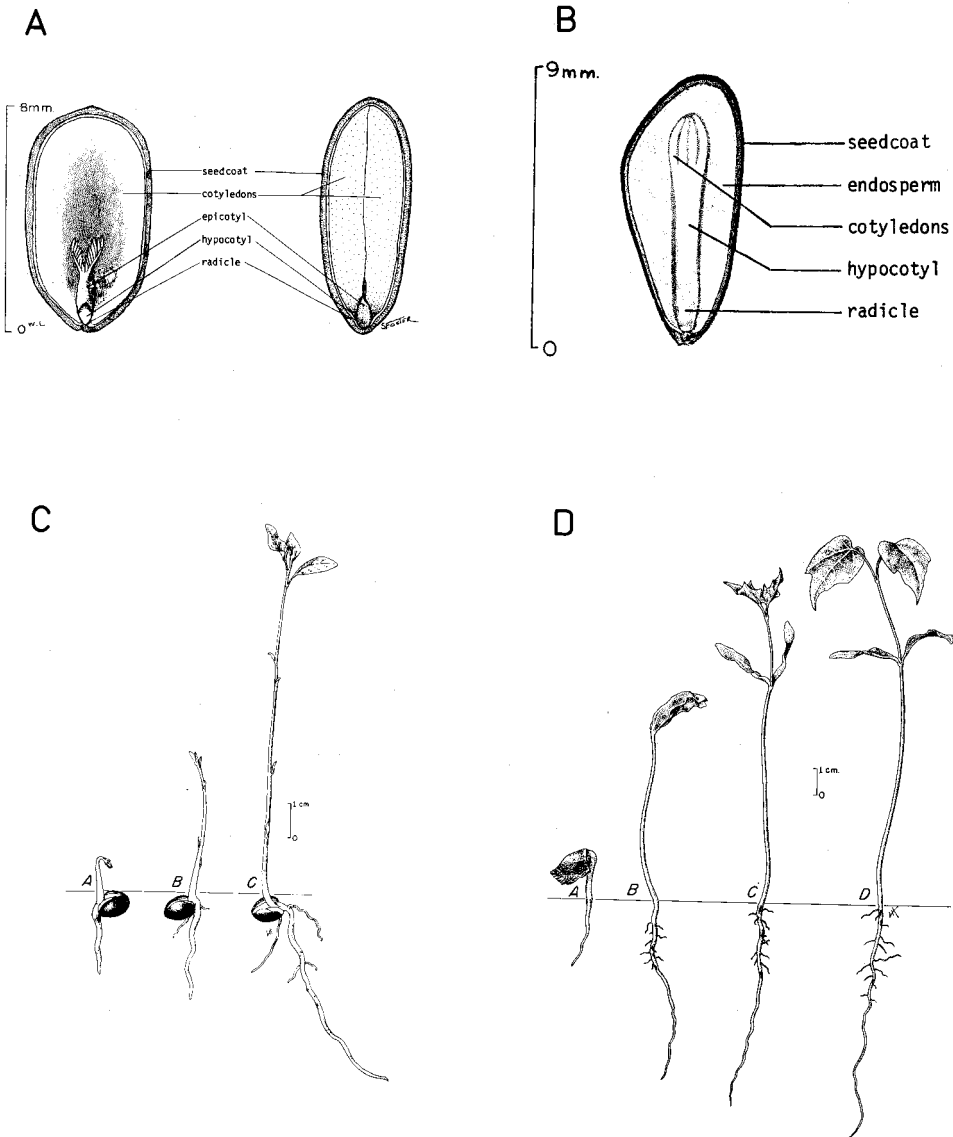 A
B
8mm.
seedcoat
cotyledons
epicotyl
hypocotyl
radicle
0
W.L
9mm.
seedcoat
endosperm
cotyledons
hypocotyl
radicle
0
C
D
1 cm
0
A
B
C
1 cm.
0
A
B
C
D